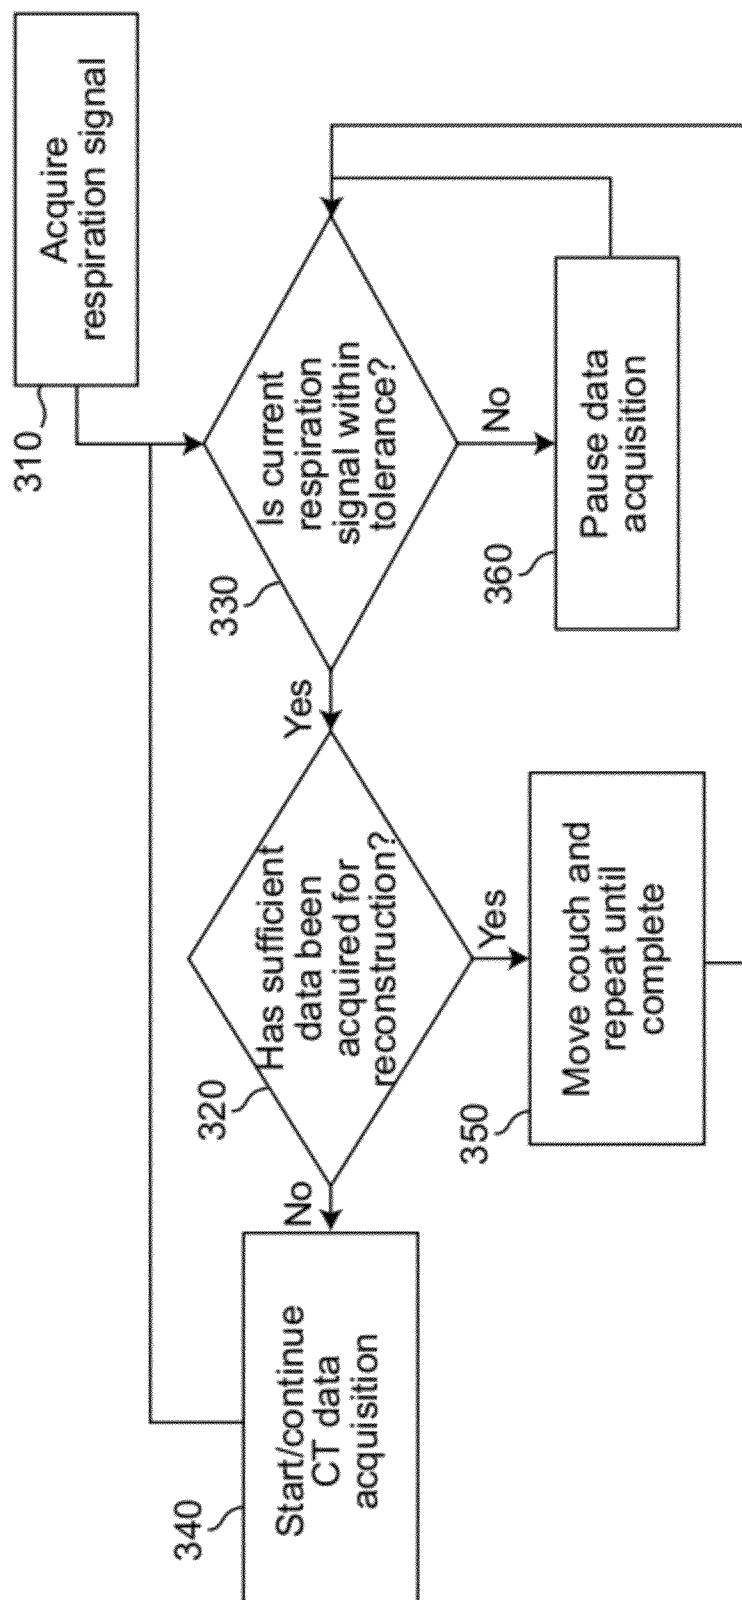 310
Acquire
respiration signal
330
Is current
respiration
signal within
tolerance?
Yes
No
360
Pause data
acquisition
320
Has sufficient
data been
acquired for
reconstruction?
No
Yes
340
Start/continue
CT data
acquisition
350
Move couch and
repeat until
complete